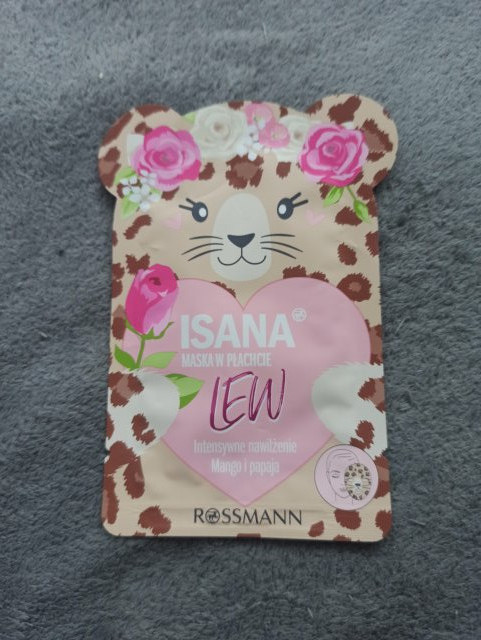 ISANA
MASKA W PŁACHCIE
LEW
Intensywne nawilżenie
Mango i papaja
ROSSMANN